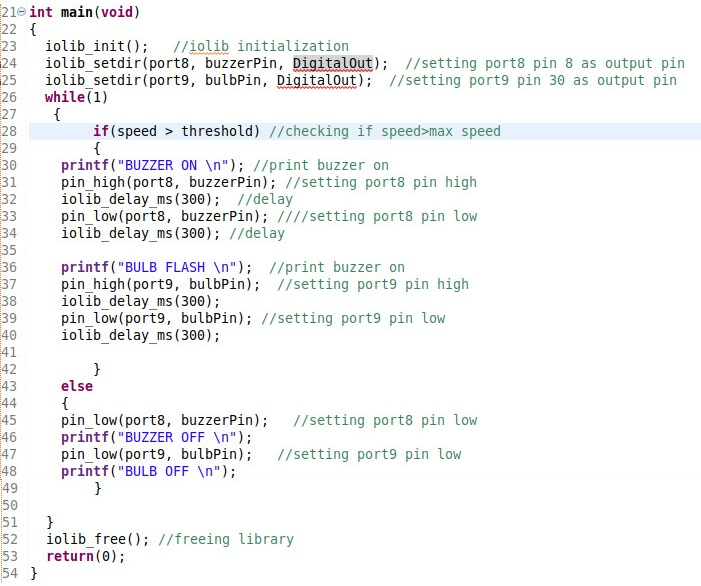 21 int main(void)
22 {
23 iolib_init(); //iolib initialization
24 iolib_setdir(port8, buzzerPin, DigitalOut); //setting port8 pin 8 as output pin
25 iolib_setdir(port9, bulbPin, DigitalOut); //setting port9 pin 30 as output pin
26 while(1)
27 {
28 if(speed > threshold) //checking if speed>max speed
29 {
30 printf("BUZZER ON \n"); //print buzzer on
31 pin_high(port8, buzzerPin); //setting port8 pin high
32 iolib_delay_ms(300); //delay
33 pin_low(port8, buzzerPin); ////setting port8 pin low
34 iolib_delay_ms(300); //delay
35
36 printf("BULB FLASH \n"); //print buzzer on
37 pin_high(port9, bulbPin); //setting port9 pin high
38 iolib_delay_ms(300);
39 pin_low(port9, bulbPin); //setting port9 pin low
40 iolib_delay_ms(300);
41
42 }
43 else
44 {
45 pin_low(port8, buzzerPin); //setting port8 pin low
46 printf("BUZZER OFF \n");
47 pin_low(port9, bulbPin); //setting port9 pin low
48 printf("BULB OFF \n");
49 }
50
51 }
52 iolib_free(); //freeing library
53 return(0);
54 }